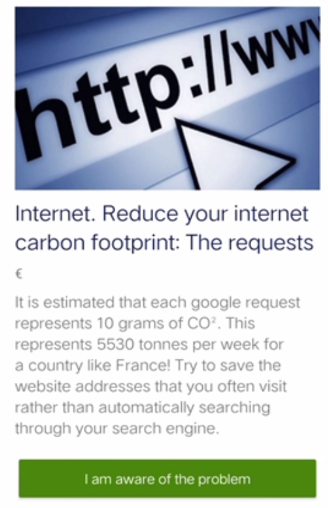 http://www
Internet. Reduce your internet
carbon footprint: The requests
€
It is estimated that each google request
represents 10 grams of CO². This
represents 5530 tonnes per week for
a country like France! Try to save the
website addresses that you often visit
rather than automatically searching
through your search engine.
I am aware of the problem